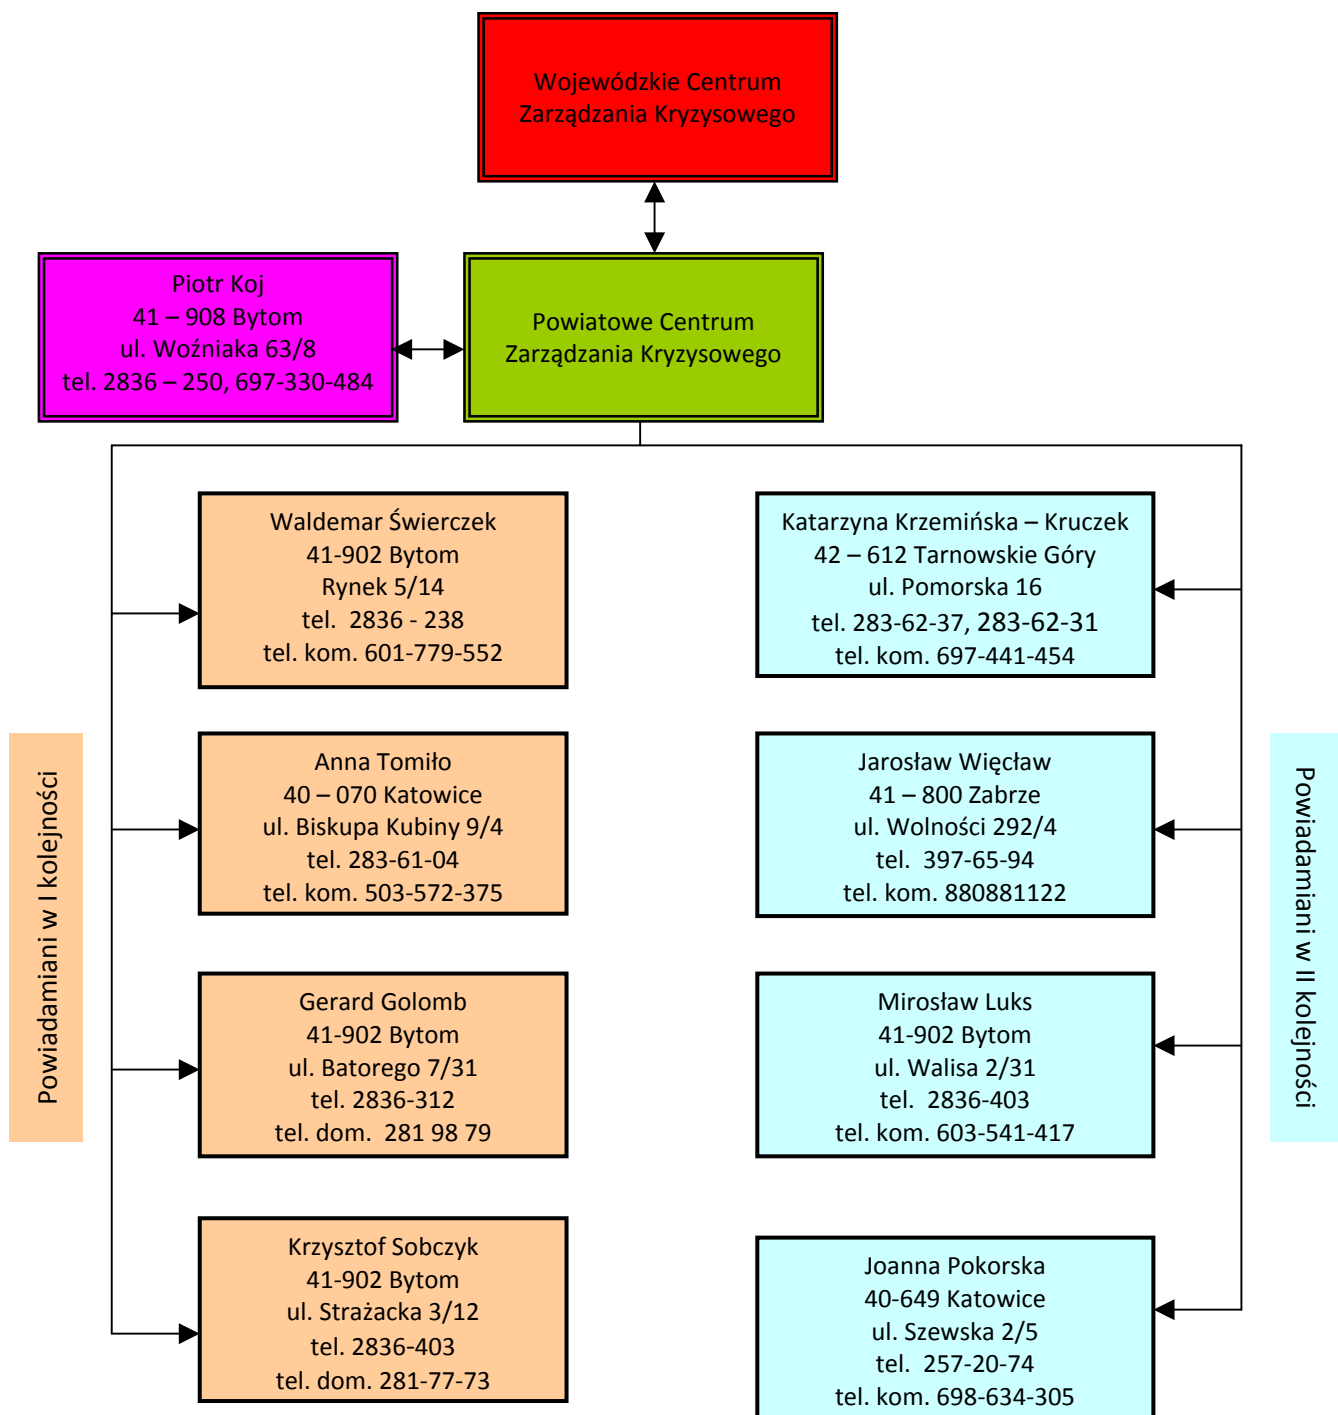 Wojewódzkie Centrum
Zarządzania Kryzysowego
Piotr Koj
41 – 908 Bytom
ul. Woźniaka 63/8
tel. 2836 – 250, 697-330-484
Powiatowe Centrum
Zarządzania Kryzysowego
Powiadamiani w I kolejności
Waldemar Świerczek
41-902 Bytom
Rynek 5/14
tel. 2836 - 238
tel. kom. 601-779-552
Anna Tomiło
40 – 070 Katowice
ul. Biskupa Kubiny 9/4
tel. 283-61-04
tel. kom. 503-572-375
Gerard Golomb
41-902 Bytom
ul. Batorego 7/31
tel. 2836-312
tel. dom. 281 98 79
Krzysztof Sobczyk
41-902 Bytom
ul. Strażacka 3/12
tel. 2836-403
tel. dom. 281-77-73
Katarzyna Krzemińska – Kruczek
42 – 612 Tarnowskie Góry
ul. Pomorska 16
tel. 283-62-37, 283-62-31
tel. kom. 697-441-454
Jarosław Więcław
41 – 800 Zabrze
ul. Wolności 292/4
tel. 397-65-94
tel. kom. 880881122
Mirosław Luks
41-902 Bytom
ul. Walisa 2/31
tel. 2836-403
tel. kom. 603-541-417
Joanna Pokorska
40-649 Katowice
ul. Szewska 2/5
tel. 257-20-74
tel. kom. 698-634-305
Powiadamiani w II kolejności